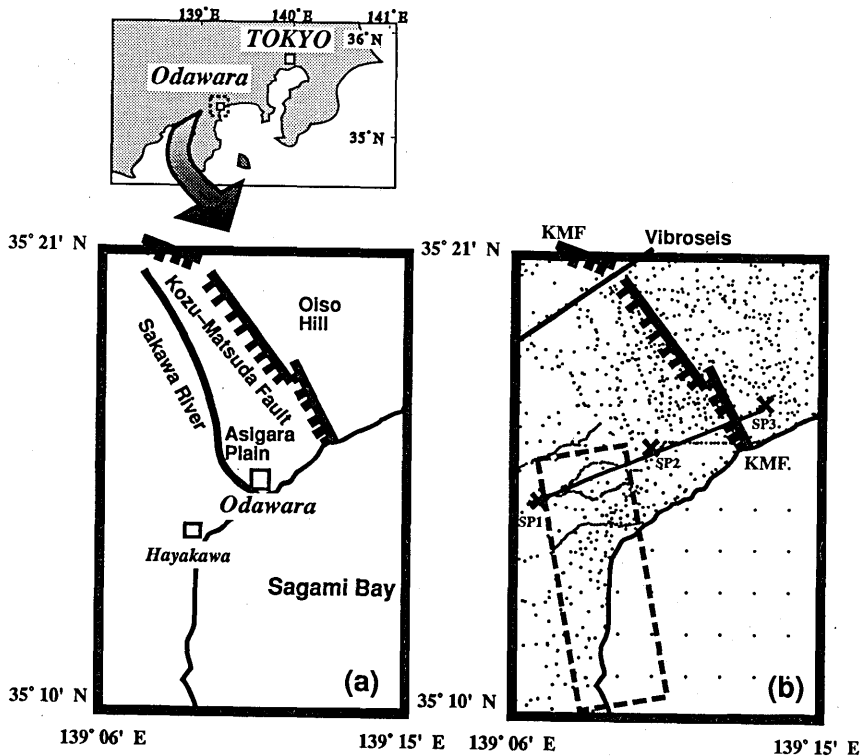 139°E 140°E 141°E
TOKYO 36°N
Odawara
35°N
35° 21' N
Kozu-Matsuda Fault
Oiso
Hill
Sakawa River
Asigara
Plain
Odawara
Hayakawa
Sagami Bay
(a)
35° 10' N
139° 06' E 139° 15' E
KMF Vibroseis
35° 21' N
SP3.
SP2
KMF.
SP1
(b)
35° 10' N
139° 06' E 139° 15' E